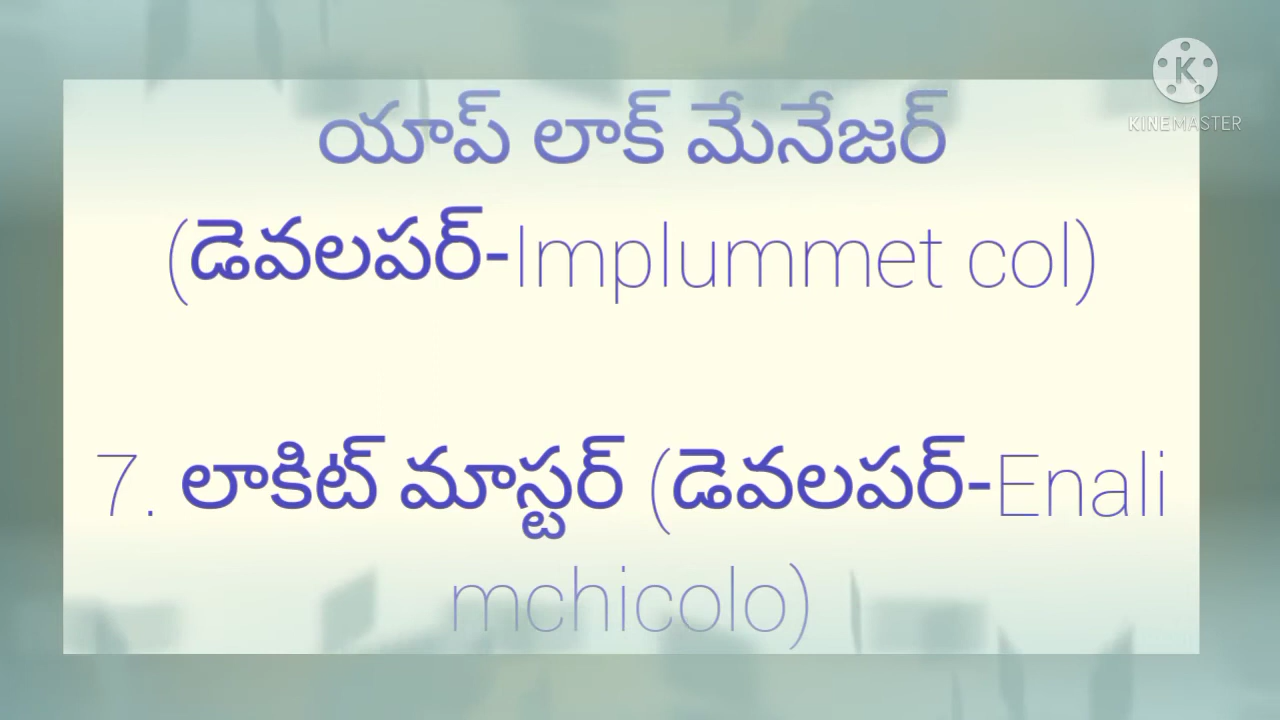 యాప్ లాక్ మేనేజర్
(డెవలపర్-Implummet col)
7. లాకిట్ మాస్టర్ (డెవలపర్-Enali
mchicolo)
KINEMASTER